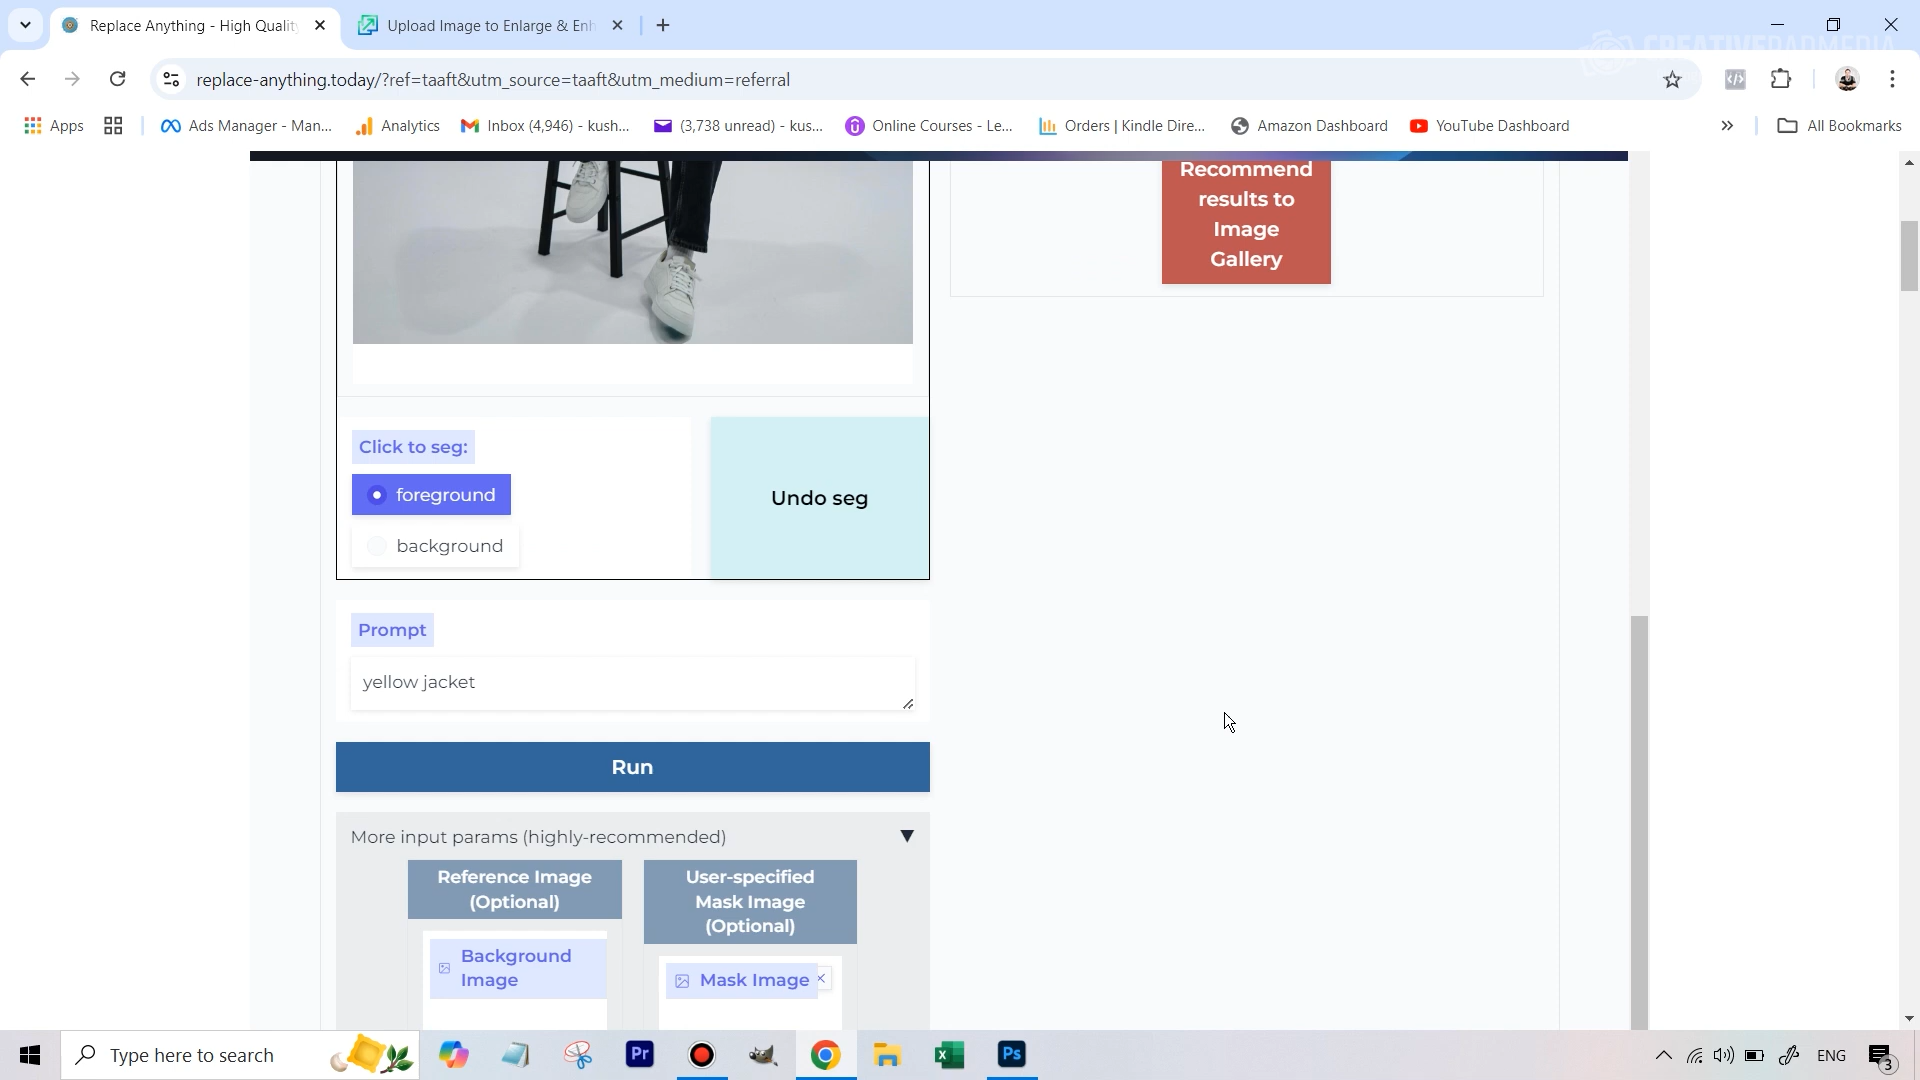 Replace Anything - High Quality
Upload Image to Enlarge & Enh
CREATIVEDADMEDIA
replace-anything.today/?ref=taaft&utm_source=taaft&utm_medium=referral
Apps
Ads Manager - Man...
Analytics
Inbox (4,946) - kush...
(3,738 unread) - kus...
Online Courses - Le...
Orders | Kindle Dire...
Amazon Dashboard
YouTube Dashboard
All Bookmarks
Recommend
results to
Image
Gallery
Click to seg:
foreground
background
Undo seg
Prompt
yellow jacket
Run
More input params (highly-recommended)
Reference Image
(Optional)
User-specified
Mask Image
(Optional)
Background
Image
Mask Image
Type here to search
Pr
Ps
ENG
3